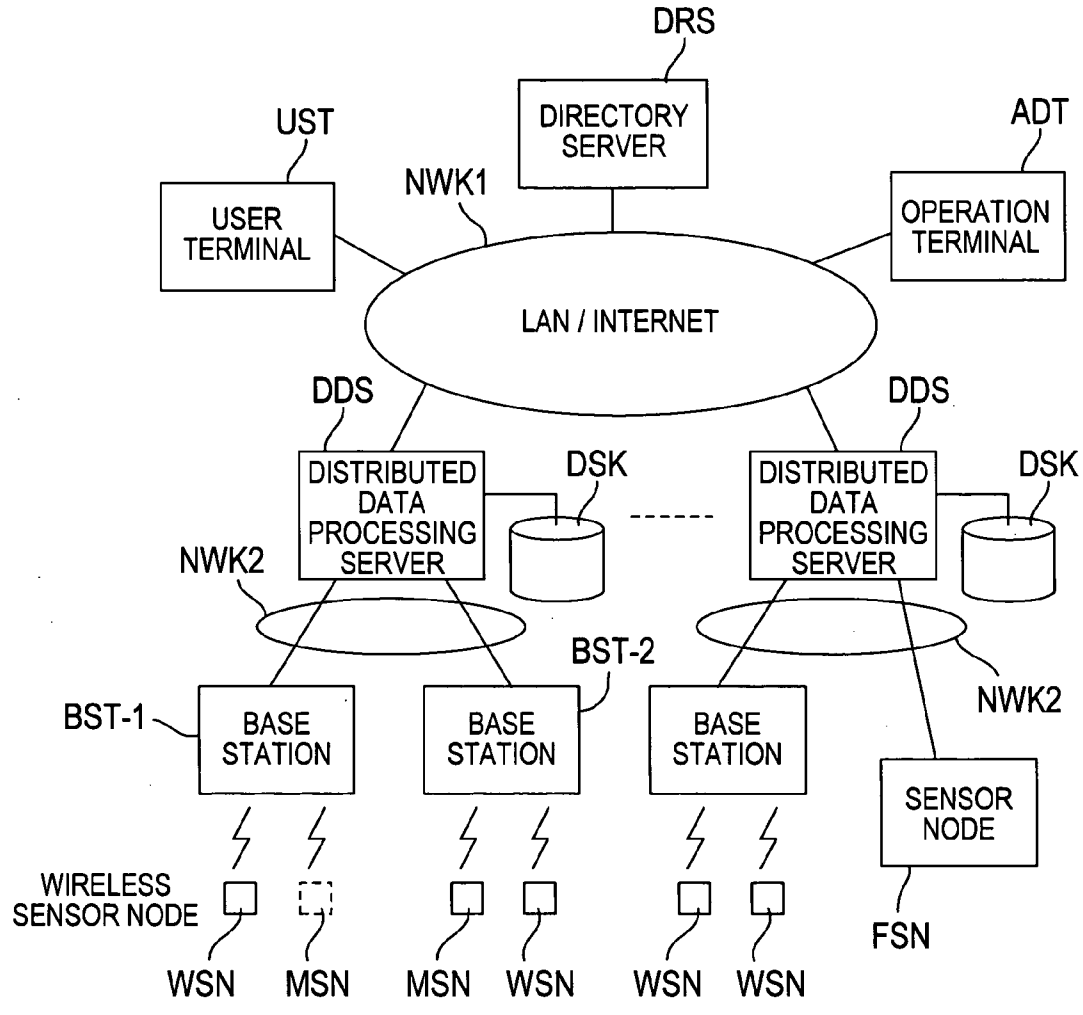 DRS
DIRECTORY
SERVER
UST
ADT
NWK1
USER
TERMINAL
OPERATION
TERMINAL
LAN / INTERNET
DDS
DDS
DISTRIBUTED
DATA
PROCESSING
SERVER
DSK
DISTRIBUTED
DATA
PROCESSING
SERVER
DSK
NWK2
BST-2
NWK2
BST-1
BASE
STATION
BASE
STATION
BASE
STATION
SENSOR
NODE
WIRELESS
SENSOR NODE
FSN
WSN
MSN
MSN
WSN
WSN
WSN